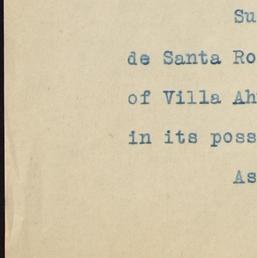 Su
de Santa Ro
of Villa Ah
in its poss
As